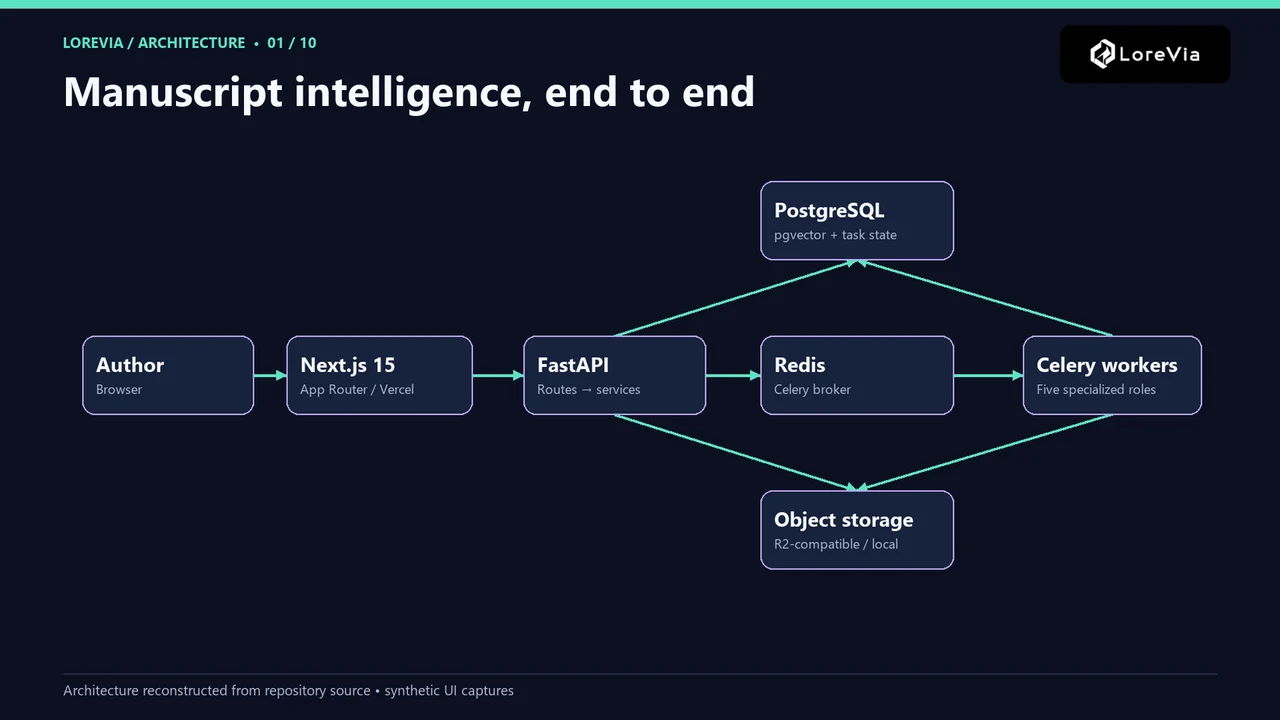 LOREVIA / ARCHITECTURE • 01 / 10
LoreVia
Manuscript intelligence, end to end
PostgreSQL
pgvector + task state
Author
Browser
Next.js 15
App Router / Vercel
FastAPI
Routes → services
Redis
Celery broker
Celery workers
Five specialized roles
Object storage
R2-compatible / local
Architecture reconstructed from repository source • synthetic UI captures